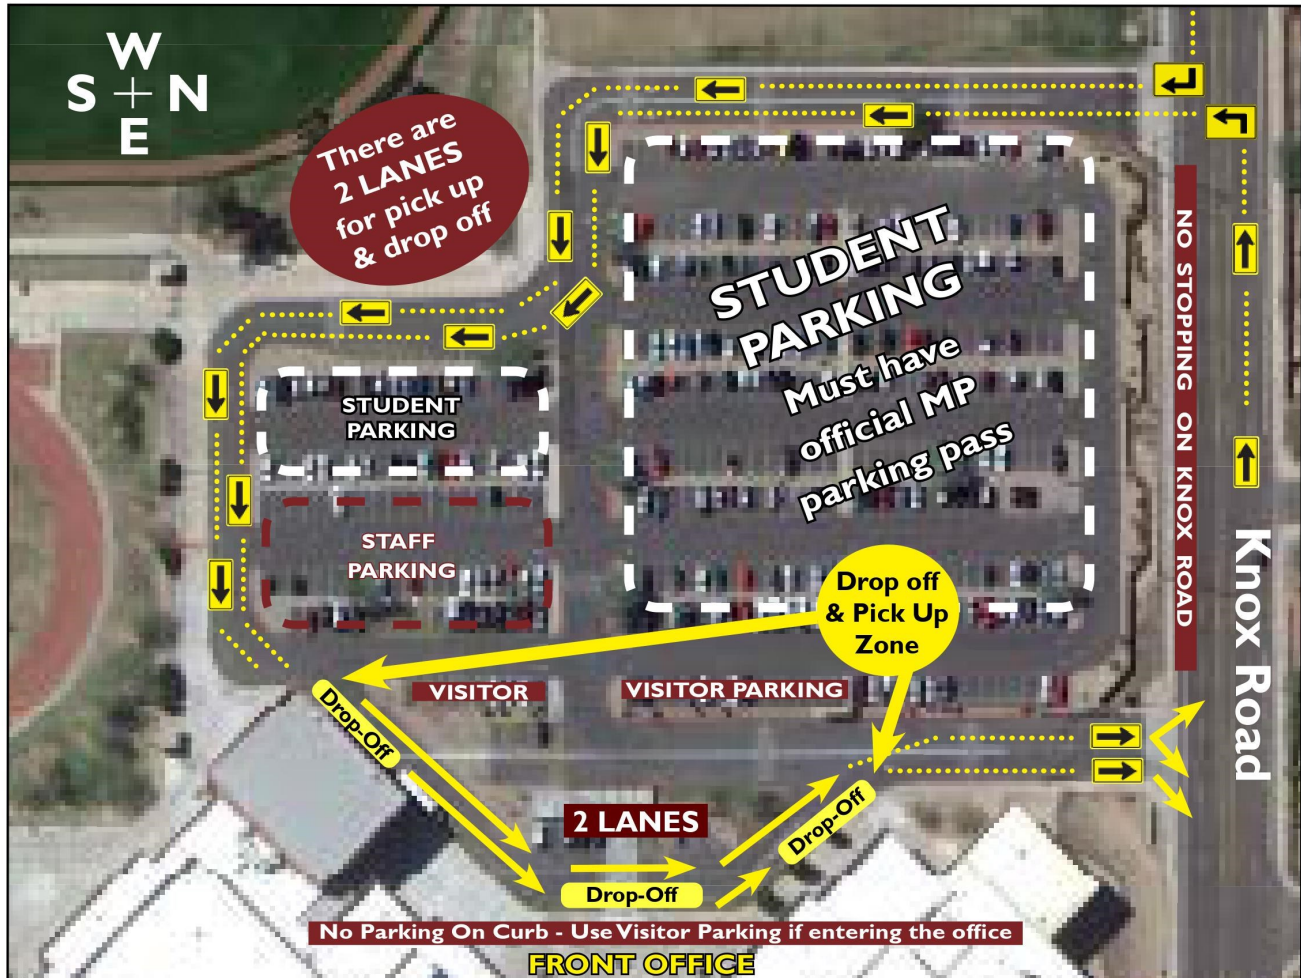 W
S N
E
There are
2 LANES
for pick up
& drop off
STUDENT
PARKING
Must have
official MP
parking pass
NO STOPPING ON KNOX ROAD
Knox Road
STUDENT
PARKING
STAFF
PARKING
Drop off
& Pick Up
Zone
VISITOR
VISITOR PARKING
Drop-Off
2 LANES
Drop-Off
Drop-Off
No Parking On Curb - Use Visitor Parking if entering the office
FRONT OFFICE